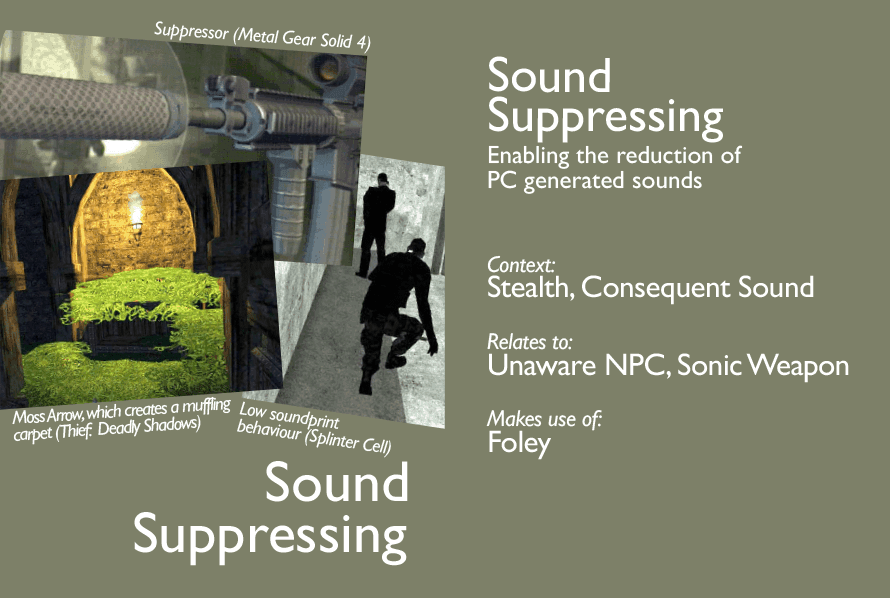 Suppressor (Metal Gear Solid 4)
Moss Arrow, which creates a muffling
carpet (Thief: Deadly Shadows)
Low soundprint
behaviour (Splinter Cell)
Sound
Suppressing
Sound
Suppressing
Enabling the reduction of
PC generated sounds
Context:
Stealth, Consequent Sound
Relates to:
Unaware NPC, Sonic Weapon
Makes use of:
Foley